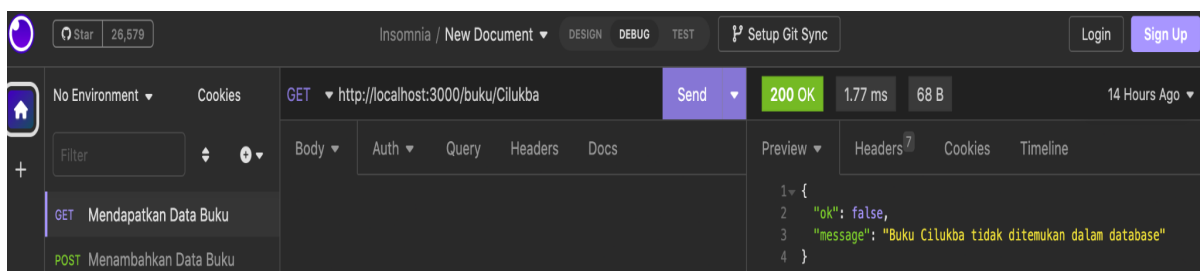 Star 26,579 Insomnia / New Document DESIGN DEBUG TEST Setup Git Sync Login Sign Up
No Environment Cookies GET http://localhost:3000/buku/Cilukba Send 200 OK 1.77 ms 68 B 14 Hours Ago
Filter Body Auth Query Headers Docs Preview Headers 7 Cookies Timeline
1 {
GET Mendapatkan Data Buku 2 "ok": false,
3 "message": "Buku Cilukba tidak ditemukan dalam database"
POST Menambahkan Data Buku 4 }